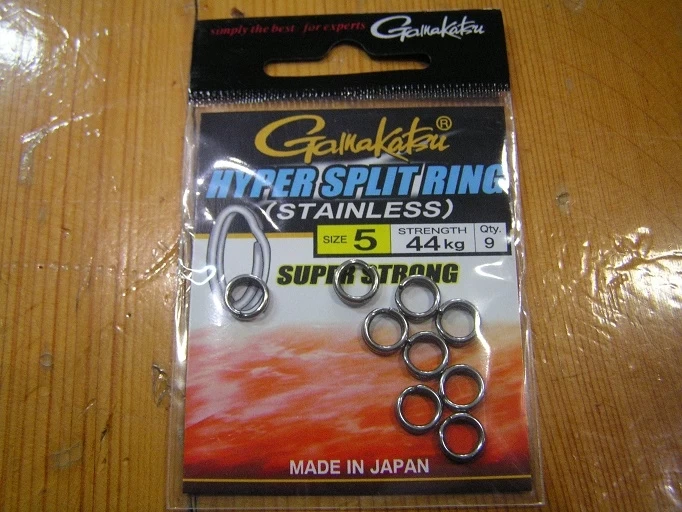 simply the best for experts Gamakatsu
Gamakatsu®
HYPER SPLIT RING
(STAINLESS)
SIZE 5 STRENGTH 44kg Qty. 9
SUPER STRONG
MADE IN JAPAN